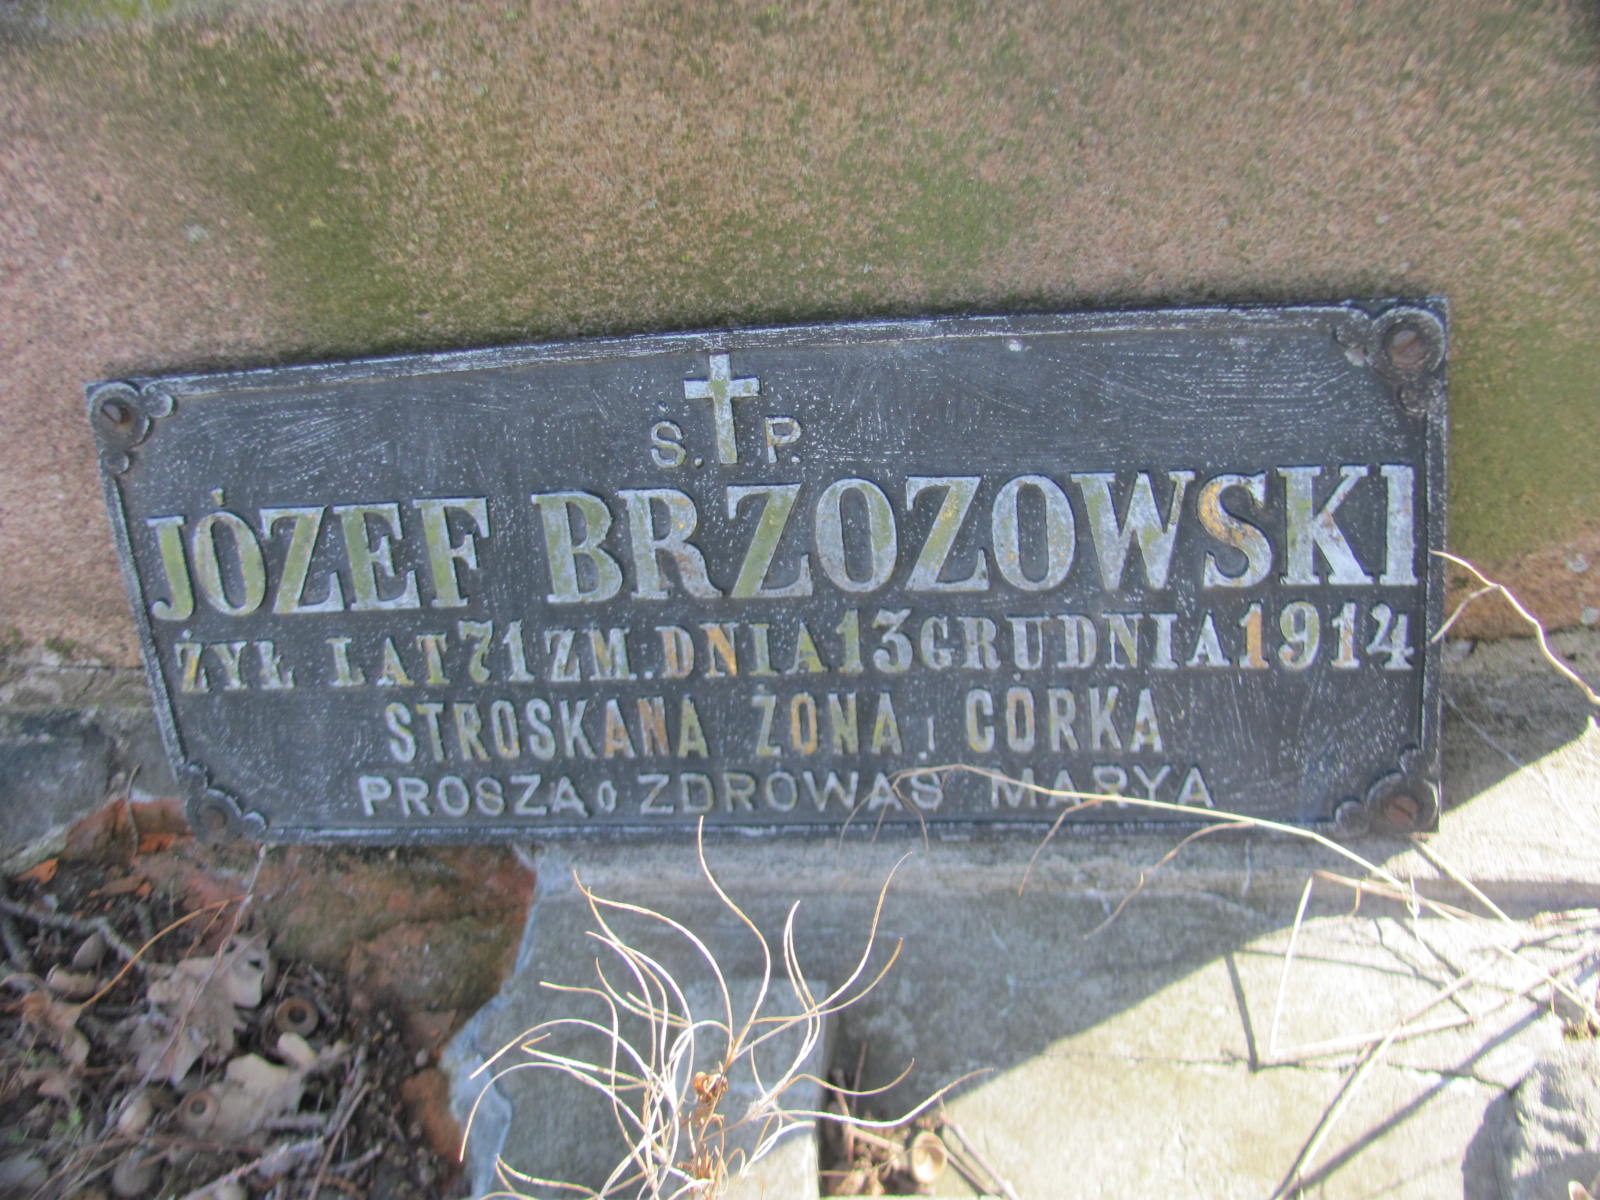 Ś. P.
JÓZEF BRZOZOWSKI
ŻYŁ LAT 71 ZM. DNIA 13 GRUDNIA 1914
STROSKANA ŻONA i CÓRKA
PROSZĄ o ZDROWAŚ MARYA